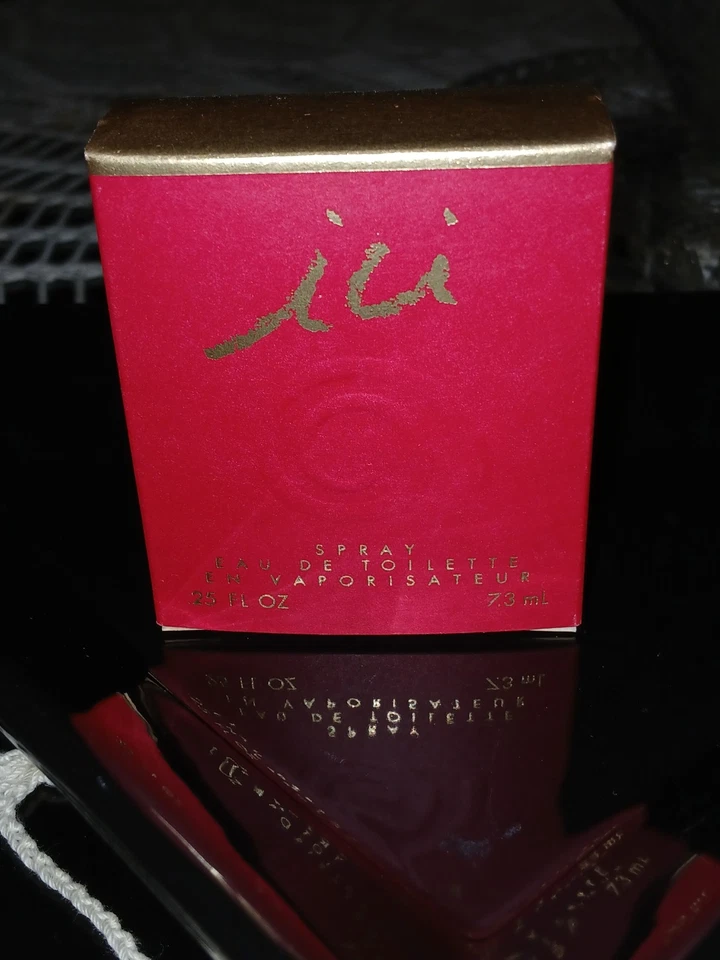 ici
SPRAY
EAU DE TOILETTE
EN VAPORISATEUR
.25 FL OZ 7.3 mL